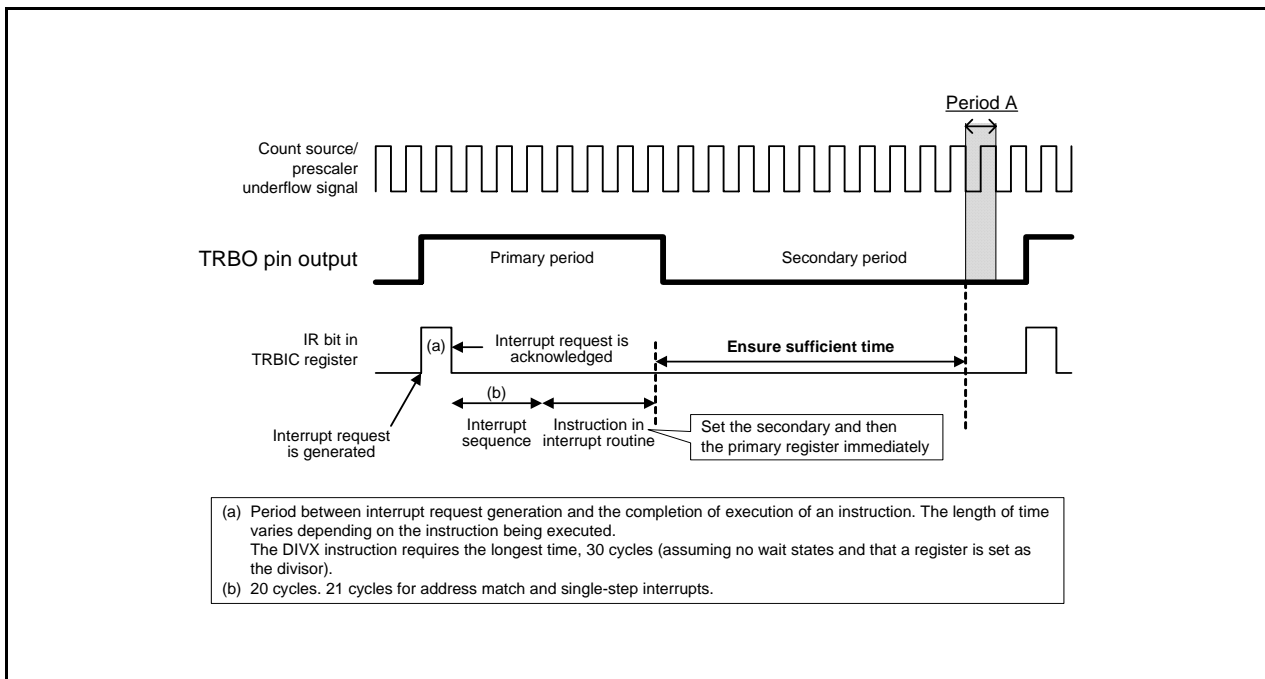 Period A
Count source/
prescaler
underflow signal
TRBO pin output
Primary period
Secondary period
IR bit in
TRBIC register
(a)
Interrupt request is
acknowledged
Ensure sufficient time
(b)
Interrupt request
is generated
Interrupt
sequence
Instruction in
interrupt routine
Set the secondary and then
the primary register immediately
(a) Period between interrupt request generation and the completion of execution of an instruction. The length of time
varies depending on the instruction being executed.
The DIVX instruction requires the longest time, 30 cycles (assuming no wait states and that a register is set as
the divisor).
(b) 20 cycles. 21 cycles for address match and single-step interrupts.